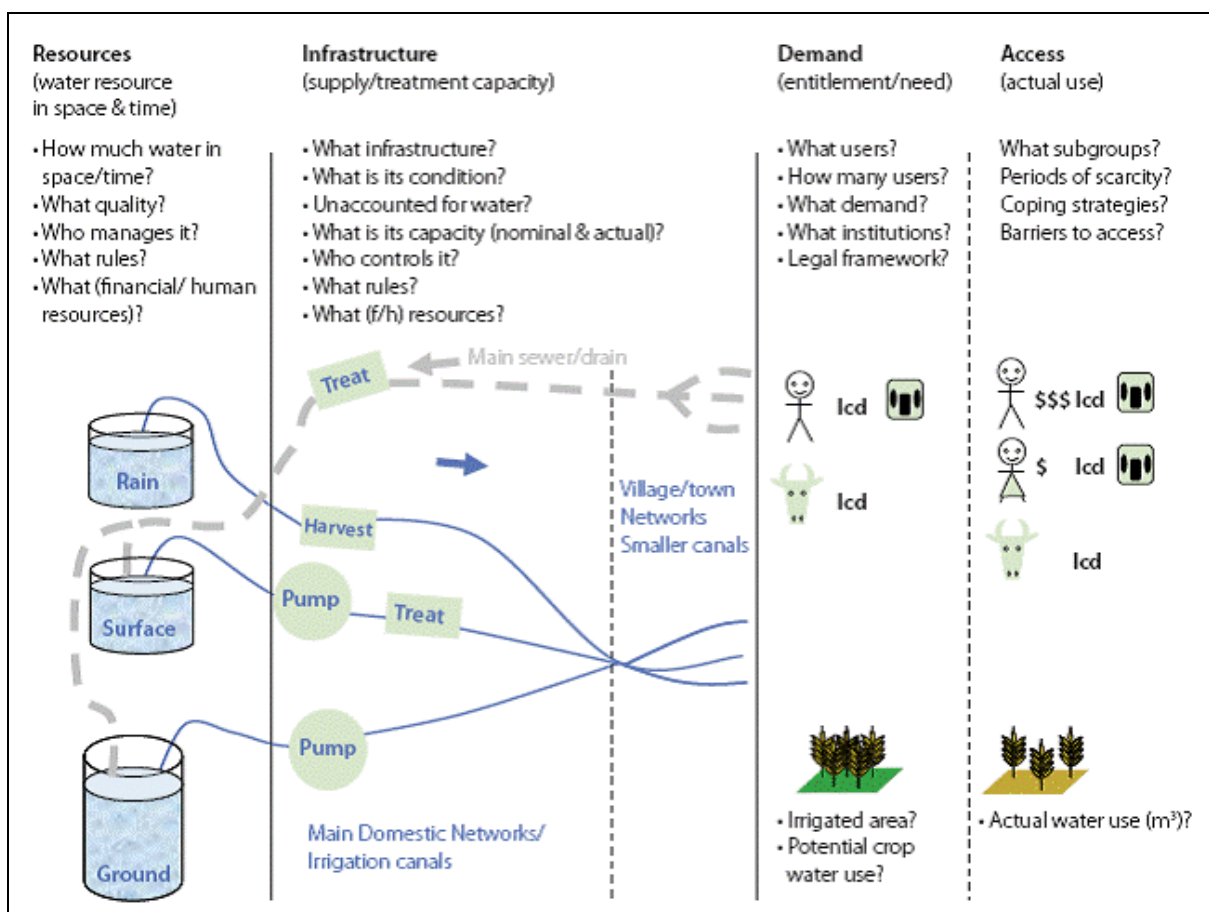 Resources
(water resource
in space & time)
• How much water in
space/time?
• What quality?
• Who manages it?
• What rules?
• What (financial/ human
resources)?
Infrastructure
(supply/treatment capacity)
• What infrastructure?
• What is its condition?
• Unaccounted for water?
• What is its capacity (nominal & actual)?
• Who controls it?
• What rules?
• What (f/h) resources?
Demand
(entitlement/need)
• What users?
• How many users?
• What demand?
• What institutions?
• Legal framework?
Access
(actual use)
What subgroups?
Periods of scarcity?
Coping strategies?
Barriers to access?
Main sewer/drain
Treat
Rain
Harvest
Surface
Pump
Treat
Ground
Pump
Village/town
Networks
Smaller canals
Main Domestic Networks/
Irrigation canals
lcd
lcd
$$$ lcd
$ lcd
lcd
• Irrigated area?
• Potential crop
water use?
• Actual water use (m³)?